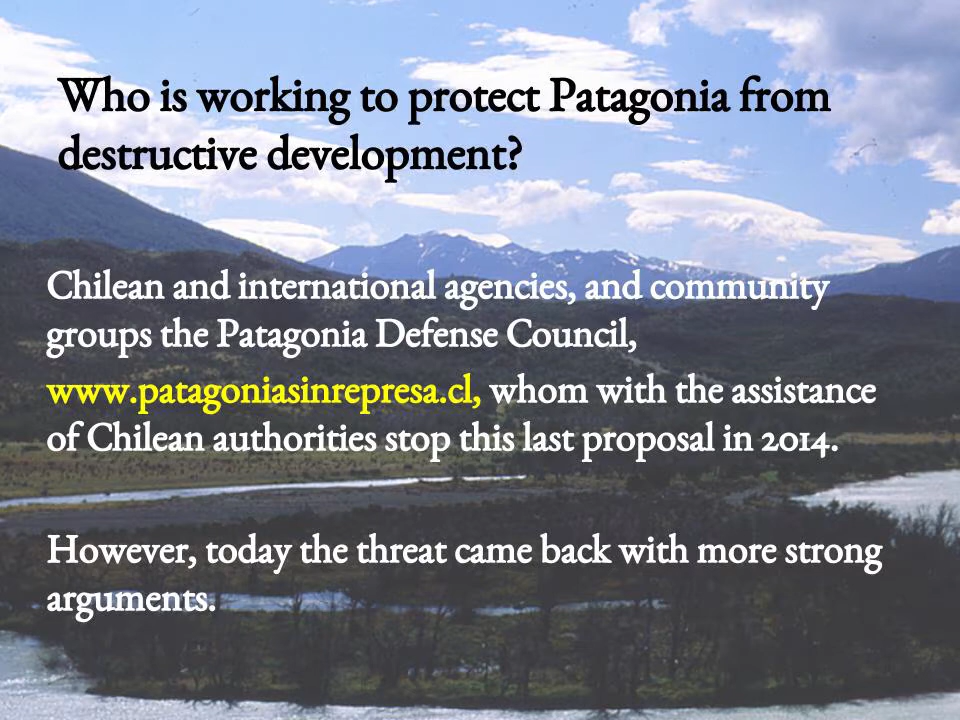 Who is working to protect Patagonia from
destructive development?
Chilean and international agencies, and community
groups the Patagonia Defense Council,
www.patagoniasinrepresa.cl, whom with the assistance
of Chilean authorities stop this last proposal in 2014.
However, today the threat came back with more strong
arguments.